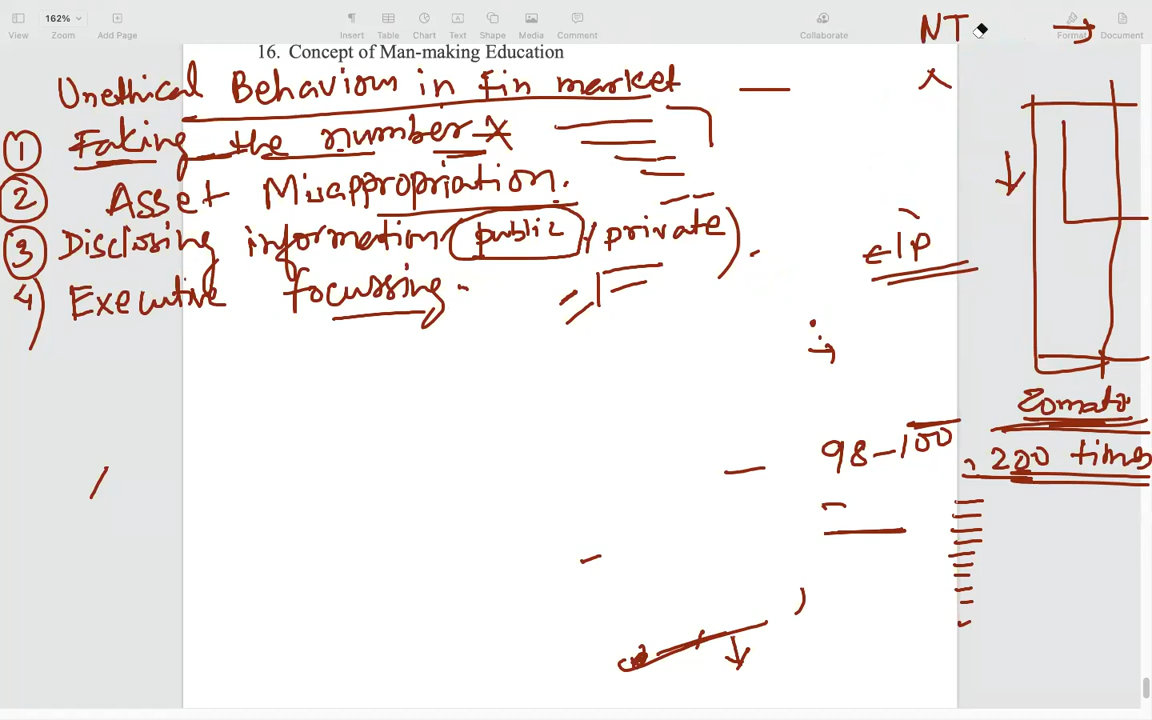 162%
View
Zoom
Add Page
Insert
Table
Chart
Text
Shape
Media
Comment
Collaborate
NT
Format
Document
16. Concept of Man-making Education
Unethical Behaviour in fin market
1 Faking the number
2 Asset Misappropriation.
3 Disclosing information (public / private).
4) Executive focussing.
IP
98-100
Zomato
200 times